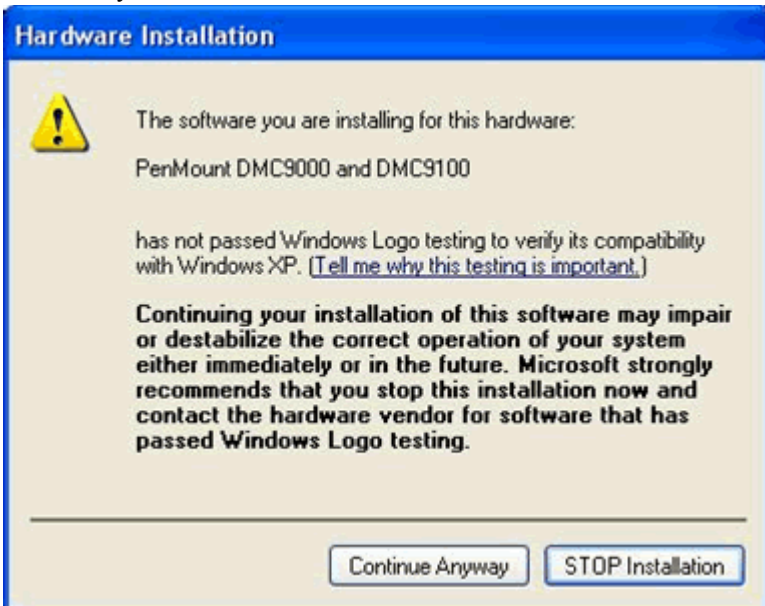 Hardware Installation
The software you are installing for this hardware:
PenMount DMC9000 and DMC9100
has not passed Windows Logo testing to verify its compatibility
with Windows XP. (Tell me why this testing is important.)
Continuing your installation of this software may impair
or destabilize the correct operation of your system
either immediately or in the future. Microsoft strongly
recommends that you stop this installation now and
contact the hardware vendor for software that has
passed Windows Logo testing.
Continue Anyway
STOP Installation